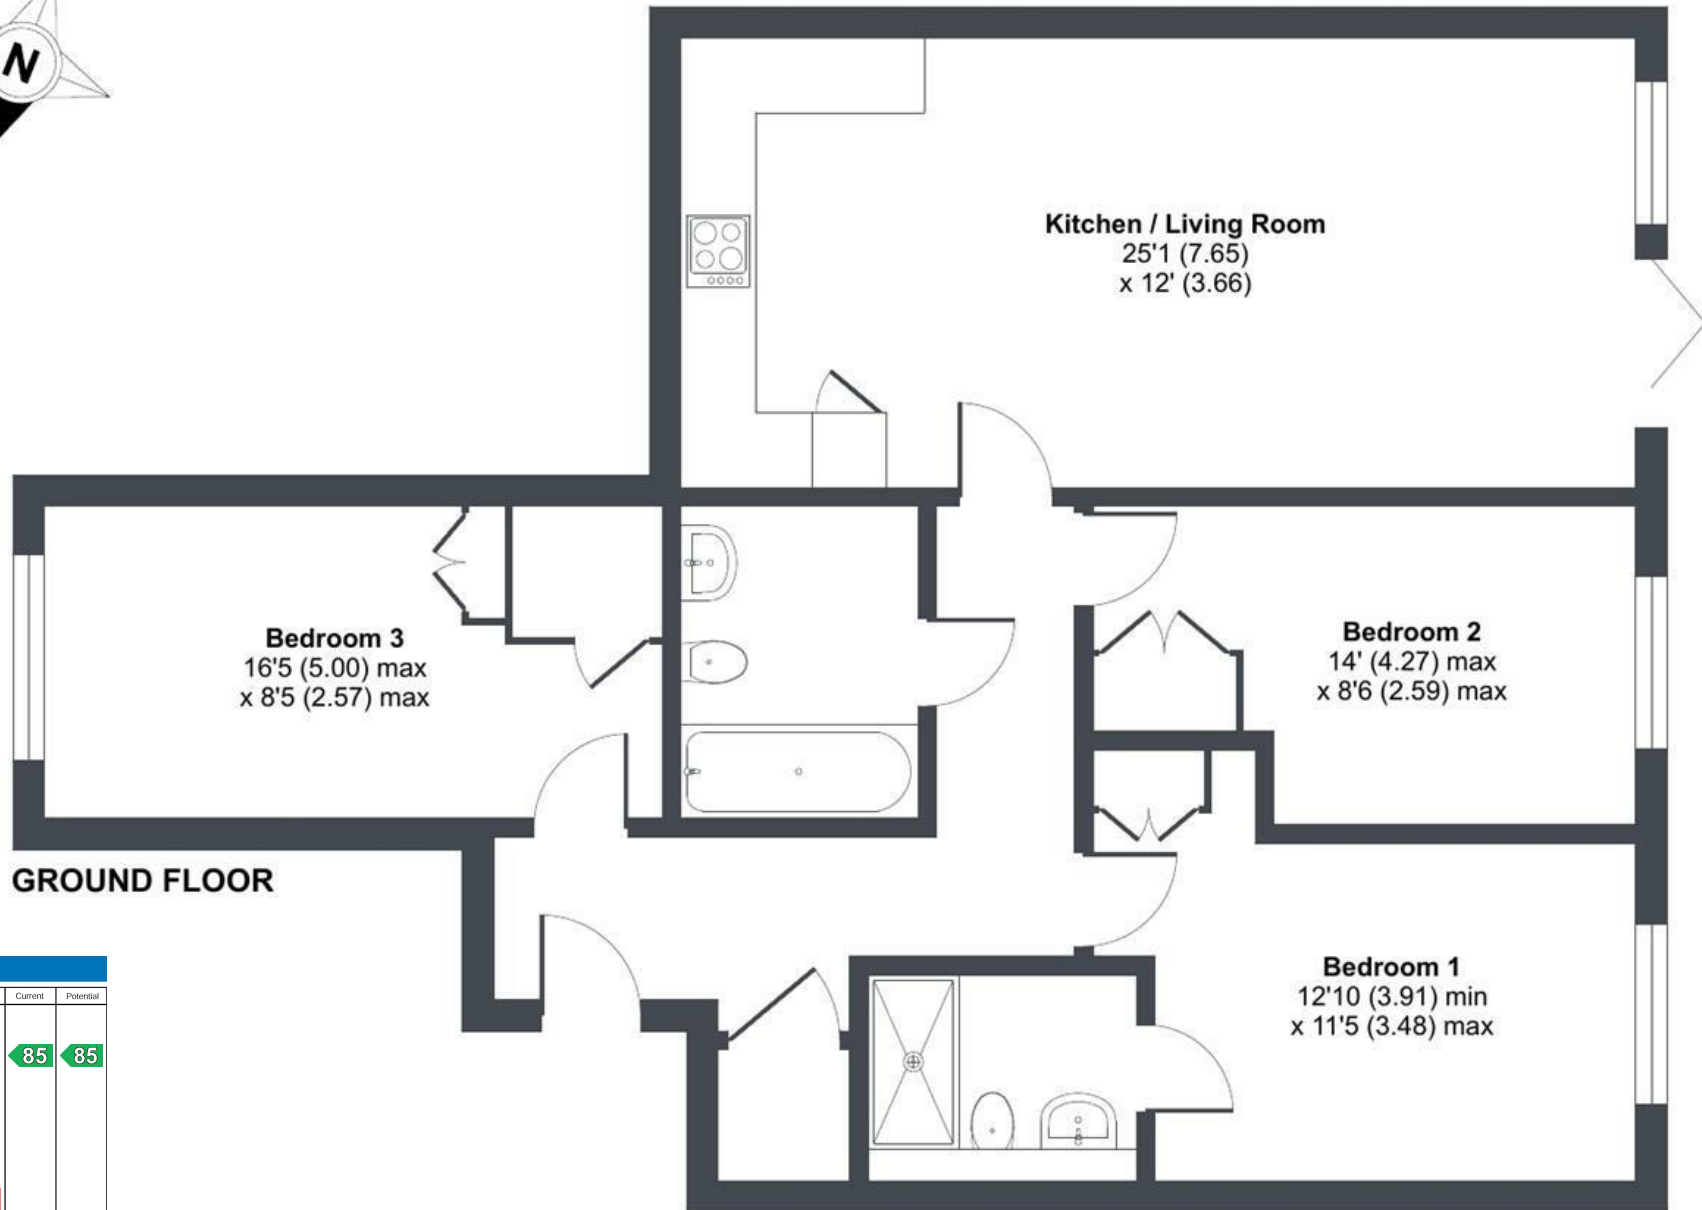 N
Kitchen / Living Room
25'1 (7.65)
x 12' (3.66)
Bedroom 3
16'5 (5.00) max
x 8'5 (2.57) max
Bedroom 2
14' (4.27) max
x 8'6 (2.59) max
GROUND FLOOR
Bedroom 1
12'10 (3.91) min
x 11'5 (3.48) max
Current Potential
85 85